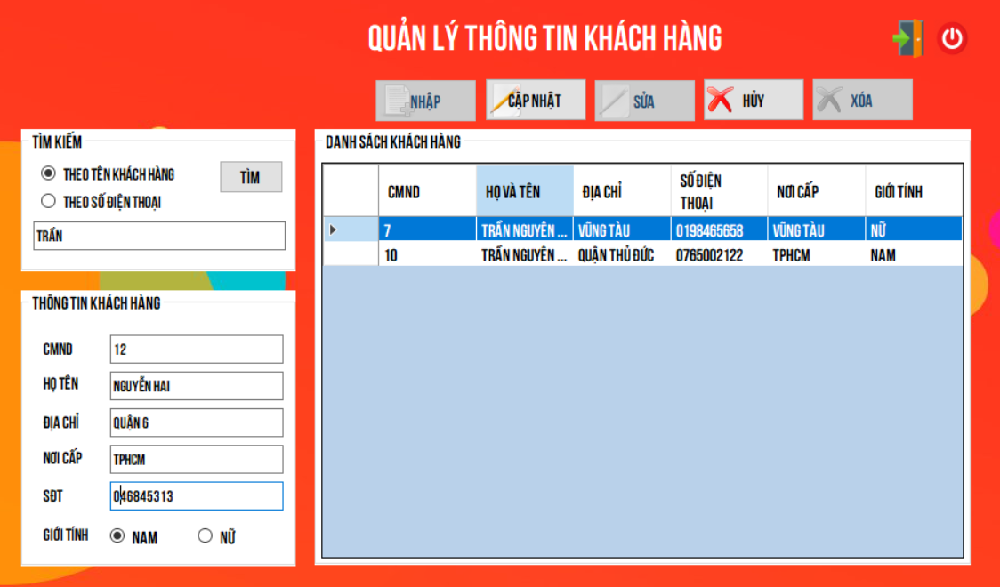 QUẢN LÝ THÔNG TIN KHÁCH HÀNG
NHẬP CẬP NHẬT SỬA HỦY XÓA
TÌM KIẾM
THEO TÊN KHÁCH HÀNG TÌM
THEO SỐ ĐIỆN THOẠI
TRẦN
THÔNG TIN KHÁCH HÀNG
CMND 12
HỌ TÊN NGUYỄN HAI
ĐỊA CHỈ QUẬN 6
NƠI CẤP TPHCM
SĐT 046845313
GIỚI TÍNH NAM NỮ
DANH SÁCH KHÁCH HÀNG
CMND HỌ VÀ TÊN ĐỊA CHỈ SỐ ĐIỆN THOẠI NƠI CẤP GIỚI TÍNH
7 TRẦN NGUYÊN ... VŨNG TÀU 0198465658 VŨNG TÀU NỮ
10 TRẦN NGUYÊN ... QUẬN THỦ ĐỨC 0765002122 TPHCM NAM